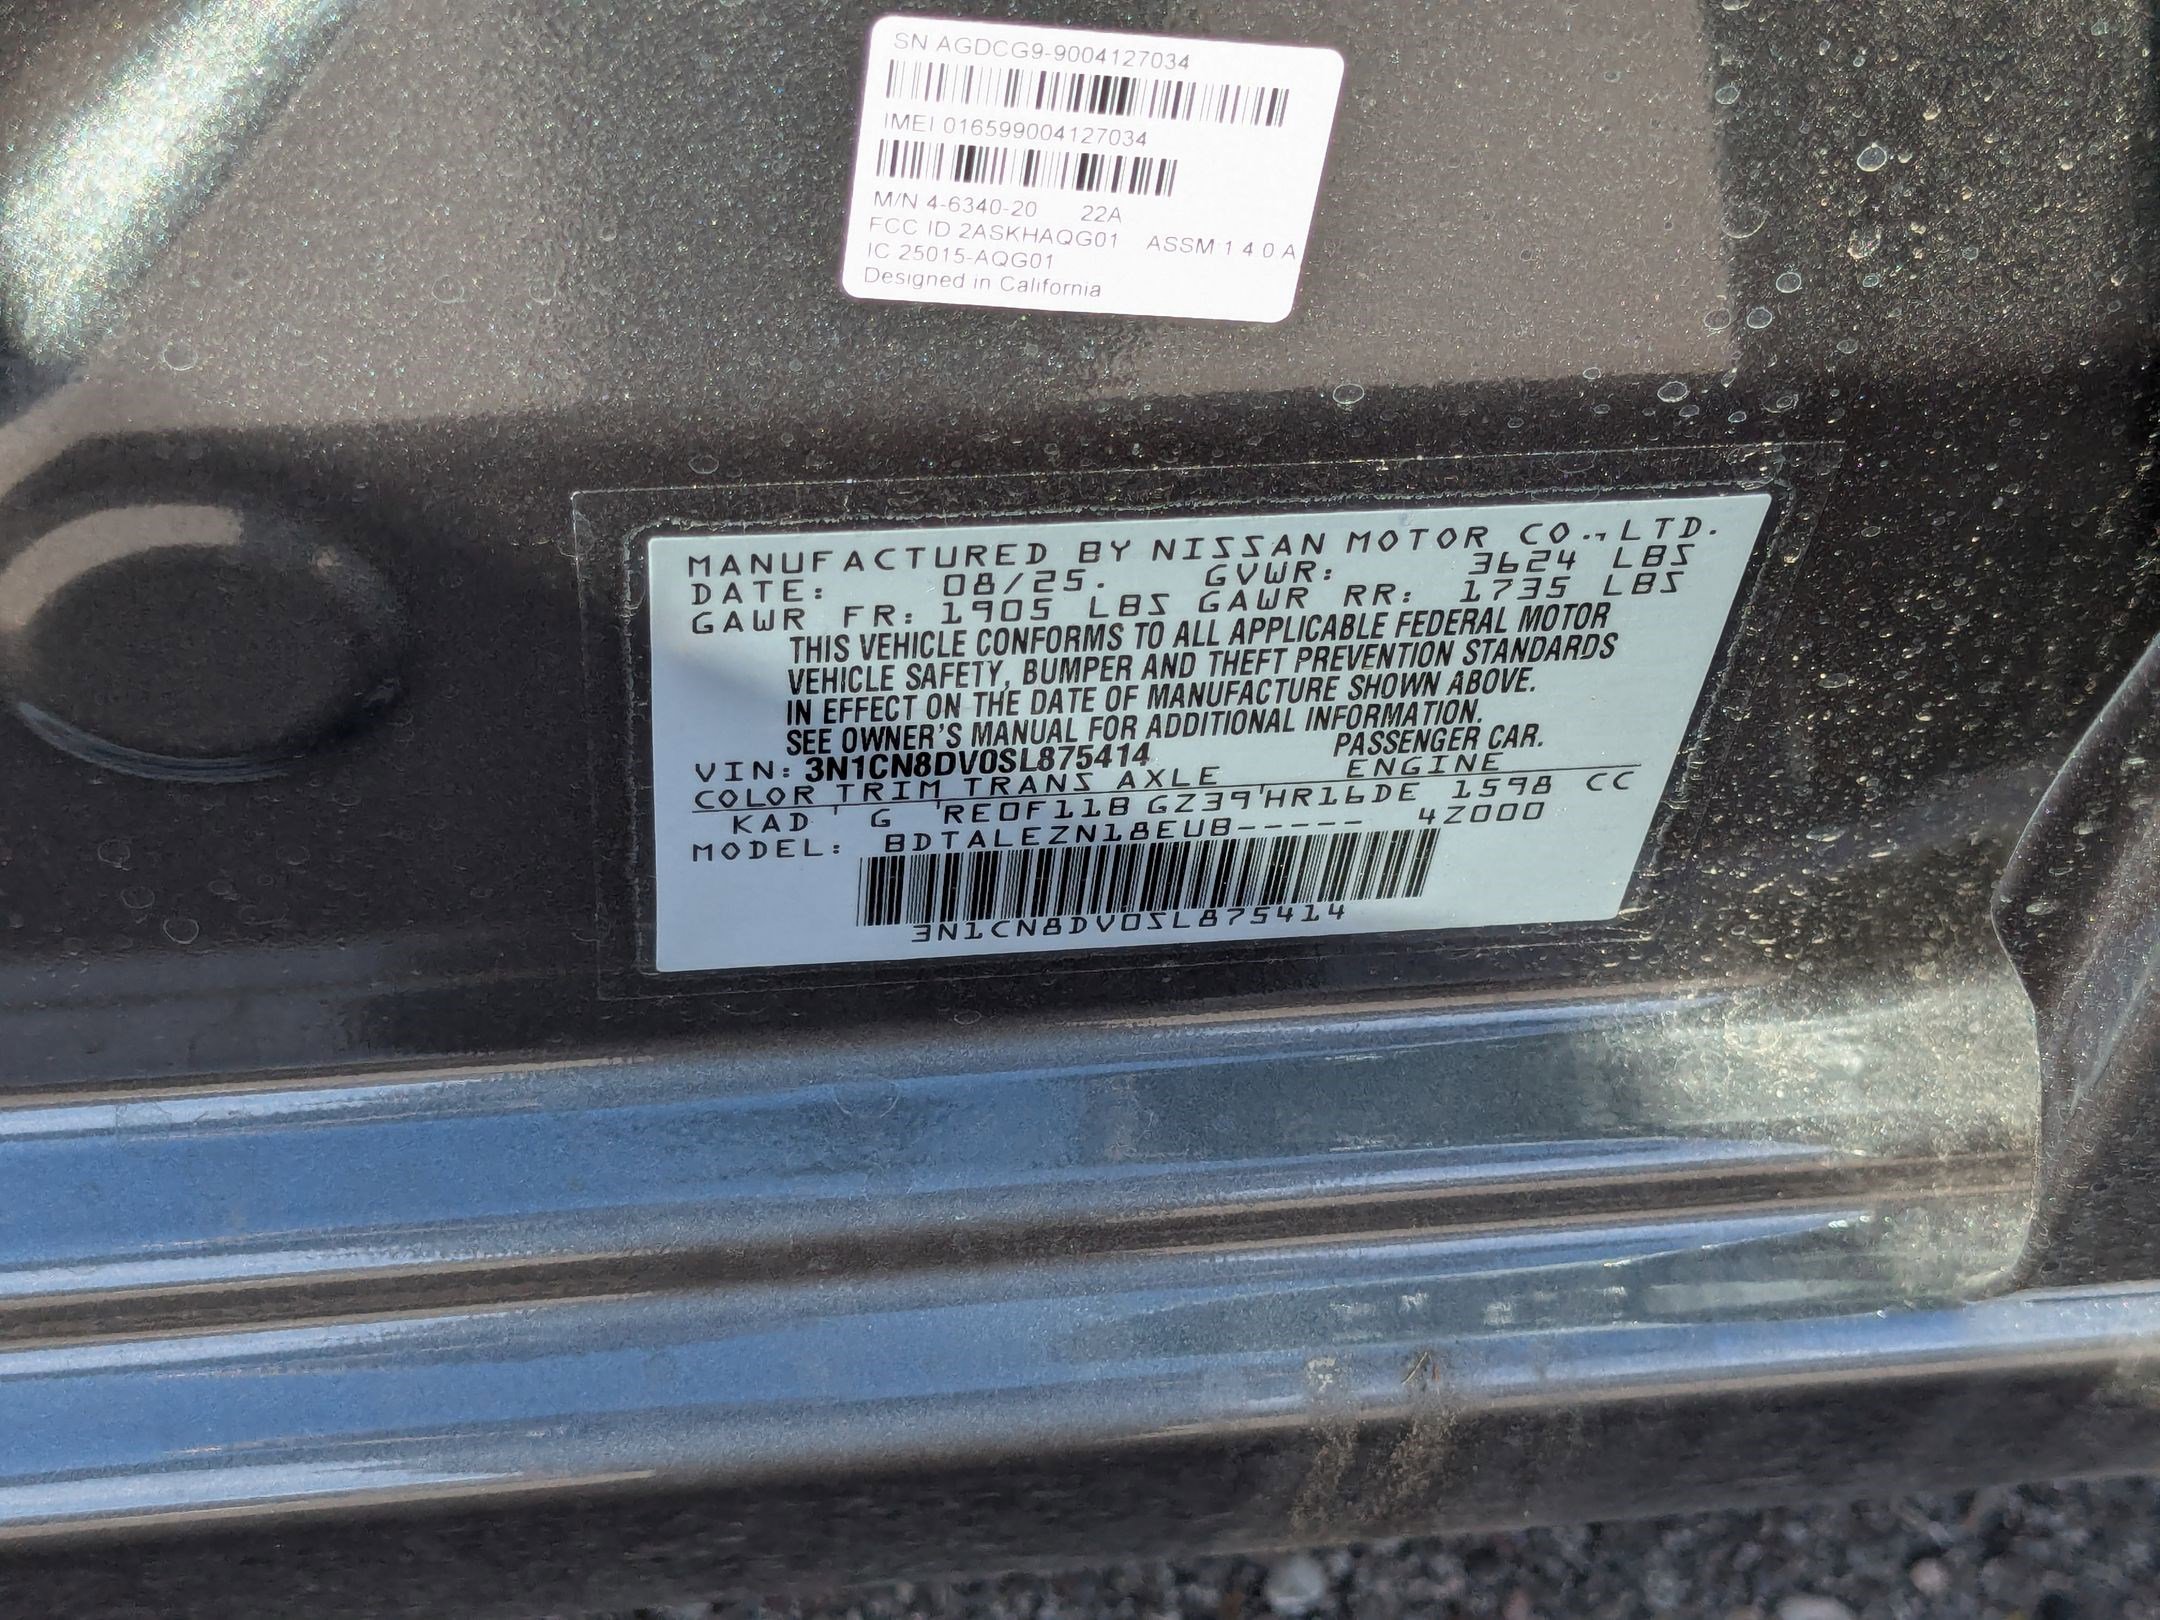 SN AGDCG9-9004127034
IMEI 016599004127034
M/N 4-6340-20 22A
FCC ID 2ASKHAQG01 ASSM 1 4 0 A
IC 25015-AQG01
Designed in California
MANUFACTURED BY NISSAN MOTOR CO.,LTD.
DATE: 08/25. GVWR: 3624 LBS
GAWR FR: 1905 LBS GAWR RR: 1735 LBS
THIS VEHICLE CONFORMS TO ALL APPLICABLE FEDERAL MOTOR
VEHICLE SAFETY, BUMPER AND THEFT PREVENTION STANDARDS
IN EFFECT ON THE DATE OF MANUFACTURE SHOWN ABOVE.
SEE OWNER'S MANUAL FOR ADDITIONAL INFORMATION.
VIN: 3N1CN8DV0SL875414 PASSENGER CAR.
COLOR TRIM TRANS AXLE ENGINE
KAD G RE0F11B GZ39 HR16DE 1598 CC
MODEL: BDTALEZN18EUB----- 4Z000
3N1CN8DV0SL875414